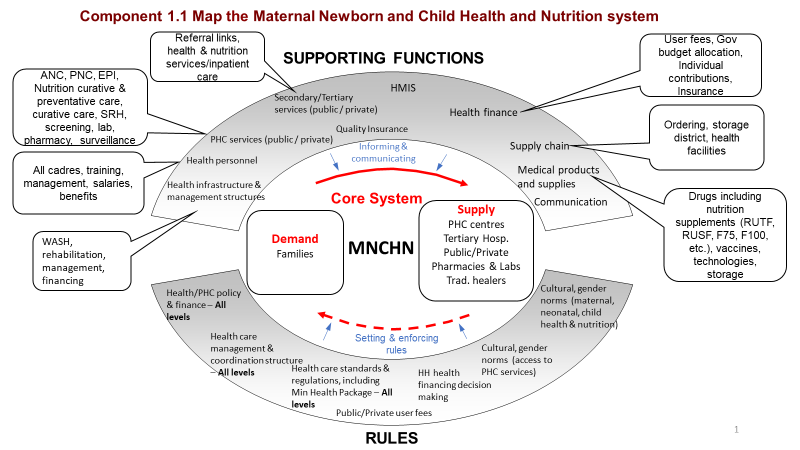 Component 1.1 Map the Maternal Newborn and Child Health and Nutrition system
Referral links,
health & nutrition
services/inpatient
care
SUPPORTING FUNCTIONS
User fees, Gov
budget allocation,
Individual
contributions,
Insurance
ANC, PNC, EPI,
Nutrition curative &
preventative care,
curative care, SRH,
screening, lab,
pharmacy, surveillance
HMIS
Secondary/Tertiary
services (public / private)
Health finance
Quality Insurance
PHC services (public / private)
Ordering, storage
district, health
facilities
Supply chain
Informing &
communicating
Health personnel
All cadres, training,
management, salaries,
benefits
Medical products
and supplies
Health infrastructure &
management structures
Core System
Communication
Drugs including
nutrition
supplements (RUTF,
RUSF, F75, F100,
etc.), vaccines,
technologies,
storage
WASH,
rehabilitation,
management,
financing
Demand
Families
MNCHN
Supply
PHC centres
Tertiary Hosp.
Public/Private
Pharmacies & Labs
Trad. healers
Health/PHC policy
& finance – All
levels
Cultural, gender
norms (maternal,
neonatal, child
health & nutrition)
Setting & enforcing
rules
Health care
management &
coordination structure
– All levels
Cultural, gender
norms (access to
PHC services)
Health care standards &
regulations, including
Min Health Package – All
levels
HH health
financing decision
making
Public/Private user fees
RULES
1